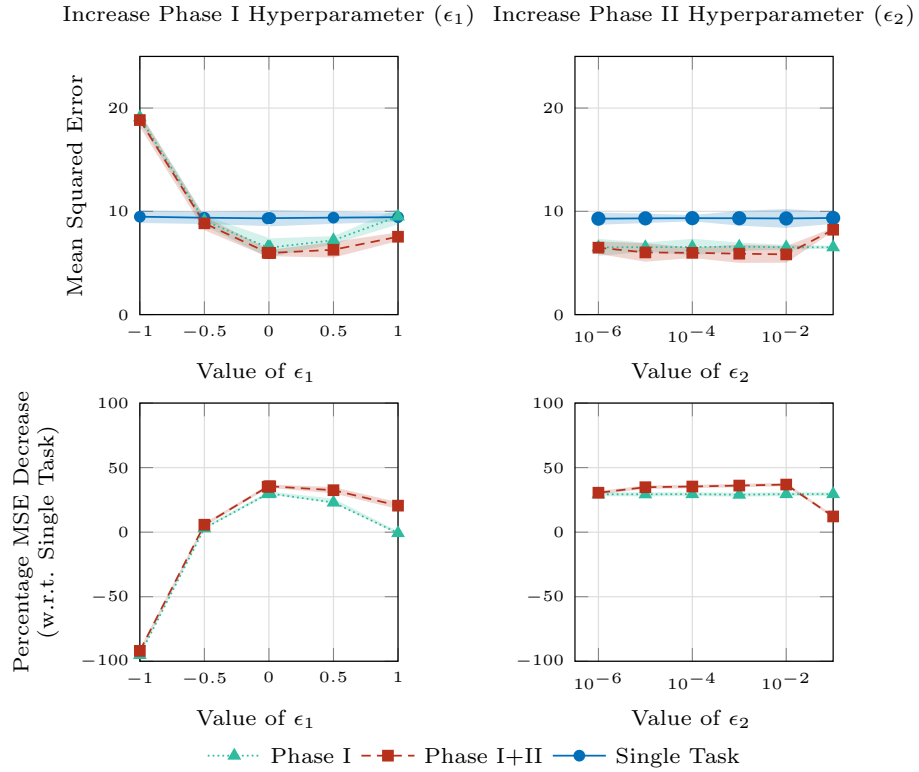 Increase Phase I Hyperparameter (ϵ1) Increase Phase II Hyperparameter (ϵ2)
Mean Squared Error
20
10
0
−1 −0.5 0 0.5 1
Value of ϵ1
20
10
0
10−6 10−4 10−2
Value of ϵ2
Percentage MSE Decrease
(w.r.t. Single Task)
100
50
0
−50
−100
−1 −0.5 0 0.5 1
Value of ϵ1
100
50
0
−50
−100
10−6 10−4 10−2
Value of ϵ2
Phase I Phase I+II Single Task